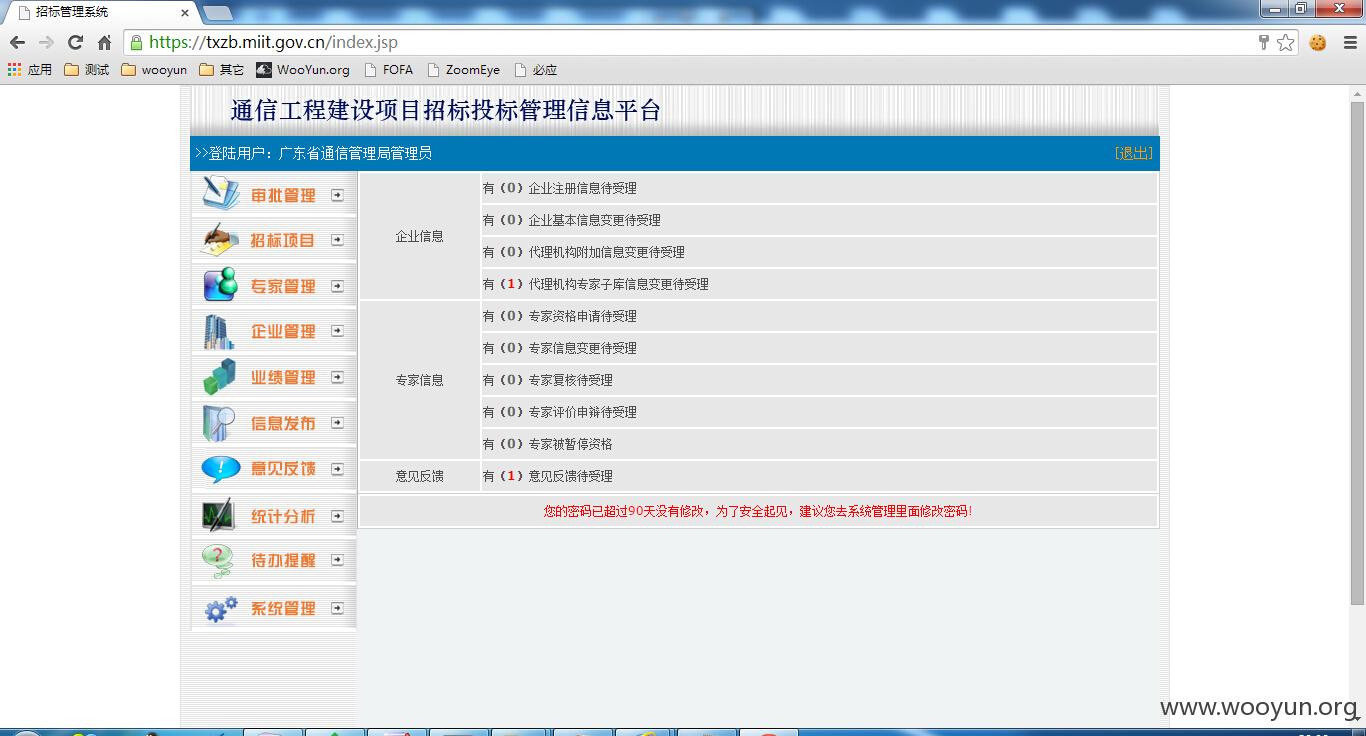 招标管理系统
https://txzb.miit.gov.cn/index.jsp
应用 测试 wooyun 其它 WooYun.org FOFA ZoomEye 必应
通信工程建设项目招标投标管理信息平台
>>登陆用户：广东省通信管理局管理员 [退出]
审批管理
招标项目
专家管理
企业管理
业绩管理
信息发布
意见反馈
统计分析
待办提醒
系统管理
企业信息
有（0）企业注册信息待受理
有（0）企业基本信息变更待受理
有（0）代理机构附加信息变更待受理
有（1）代理机构专家子库信息变更待受理
专家信息
有（0）专家资格申请待受理
有（0）专家信息变更待受理
有（0）专家复核待受理
有（0）专家评价申辩待受理
有（0）专家被暂停资格
意见反馈
有（1）意见反馈待受理
您的密码已超过90天没有修改，为了安全起见，建议您去系统管理里面修改密码!
www.wooyun.org